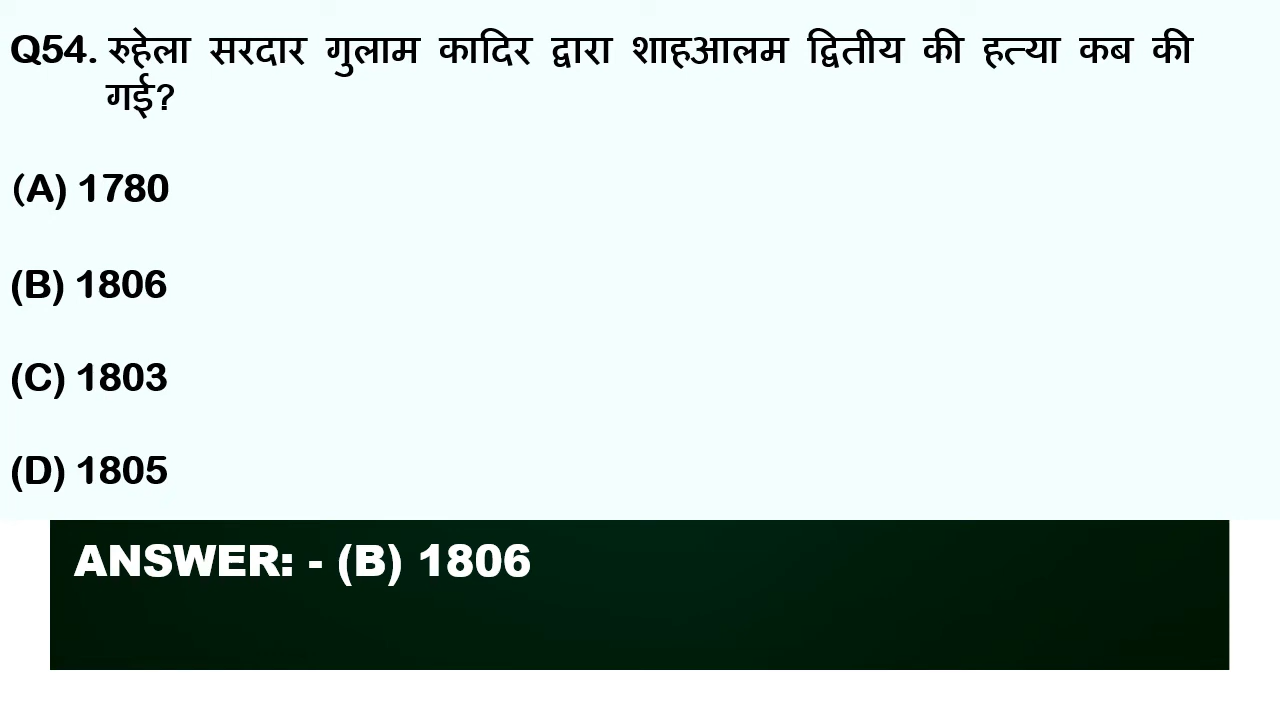 Q54. रुहेला सरदार गुलाम कादिर द्वारा शाहआलम द्वितीय की हत्या कब की
गई?
(A) 1780
(B) 1806
(C) 1803
(D) 1805
ANSWER: - (B) 1806